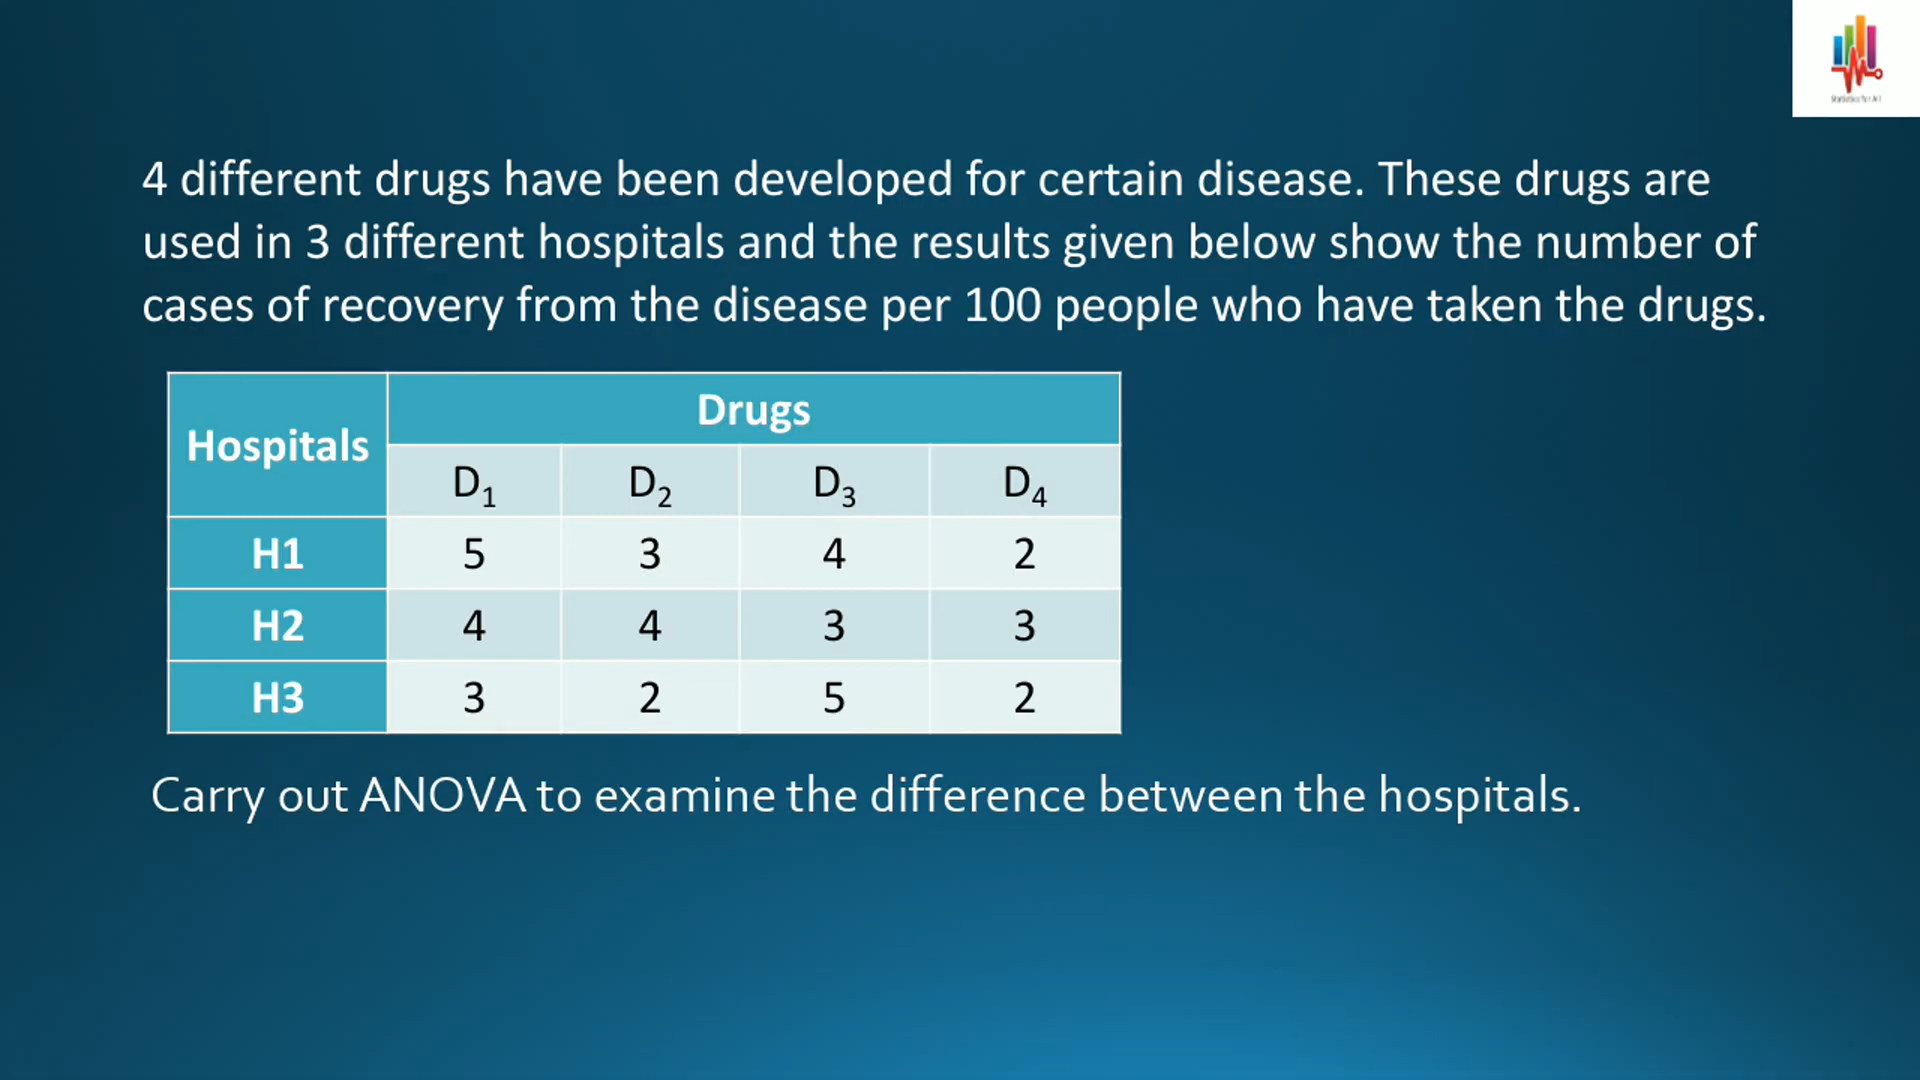 Statistics for All
4 different drugs have been developed for certain disease. These drugs are
used in 3 different hospitals and the results given below show the number of
cases of recovery from the disease per 100 people who have taken the drugs.
Hospitals Drugs
D₁ D₂ D₃ D₄
H1 5 3 4 2
H2 4 4 3 3
H3 3 2 5 2
Carry out ANOVA to examine the difference between the hospitals.